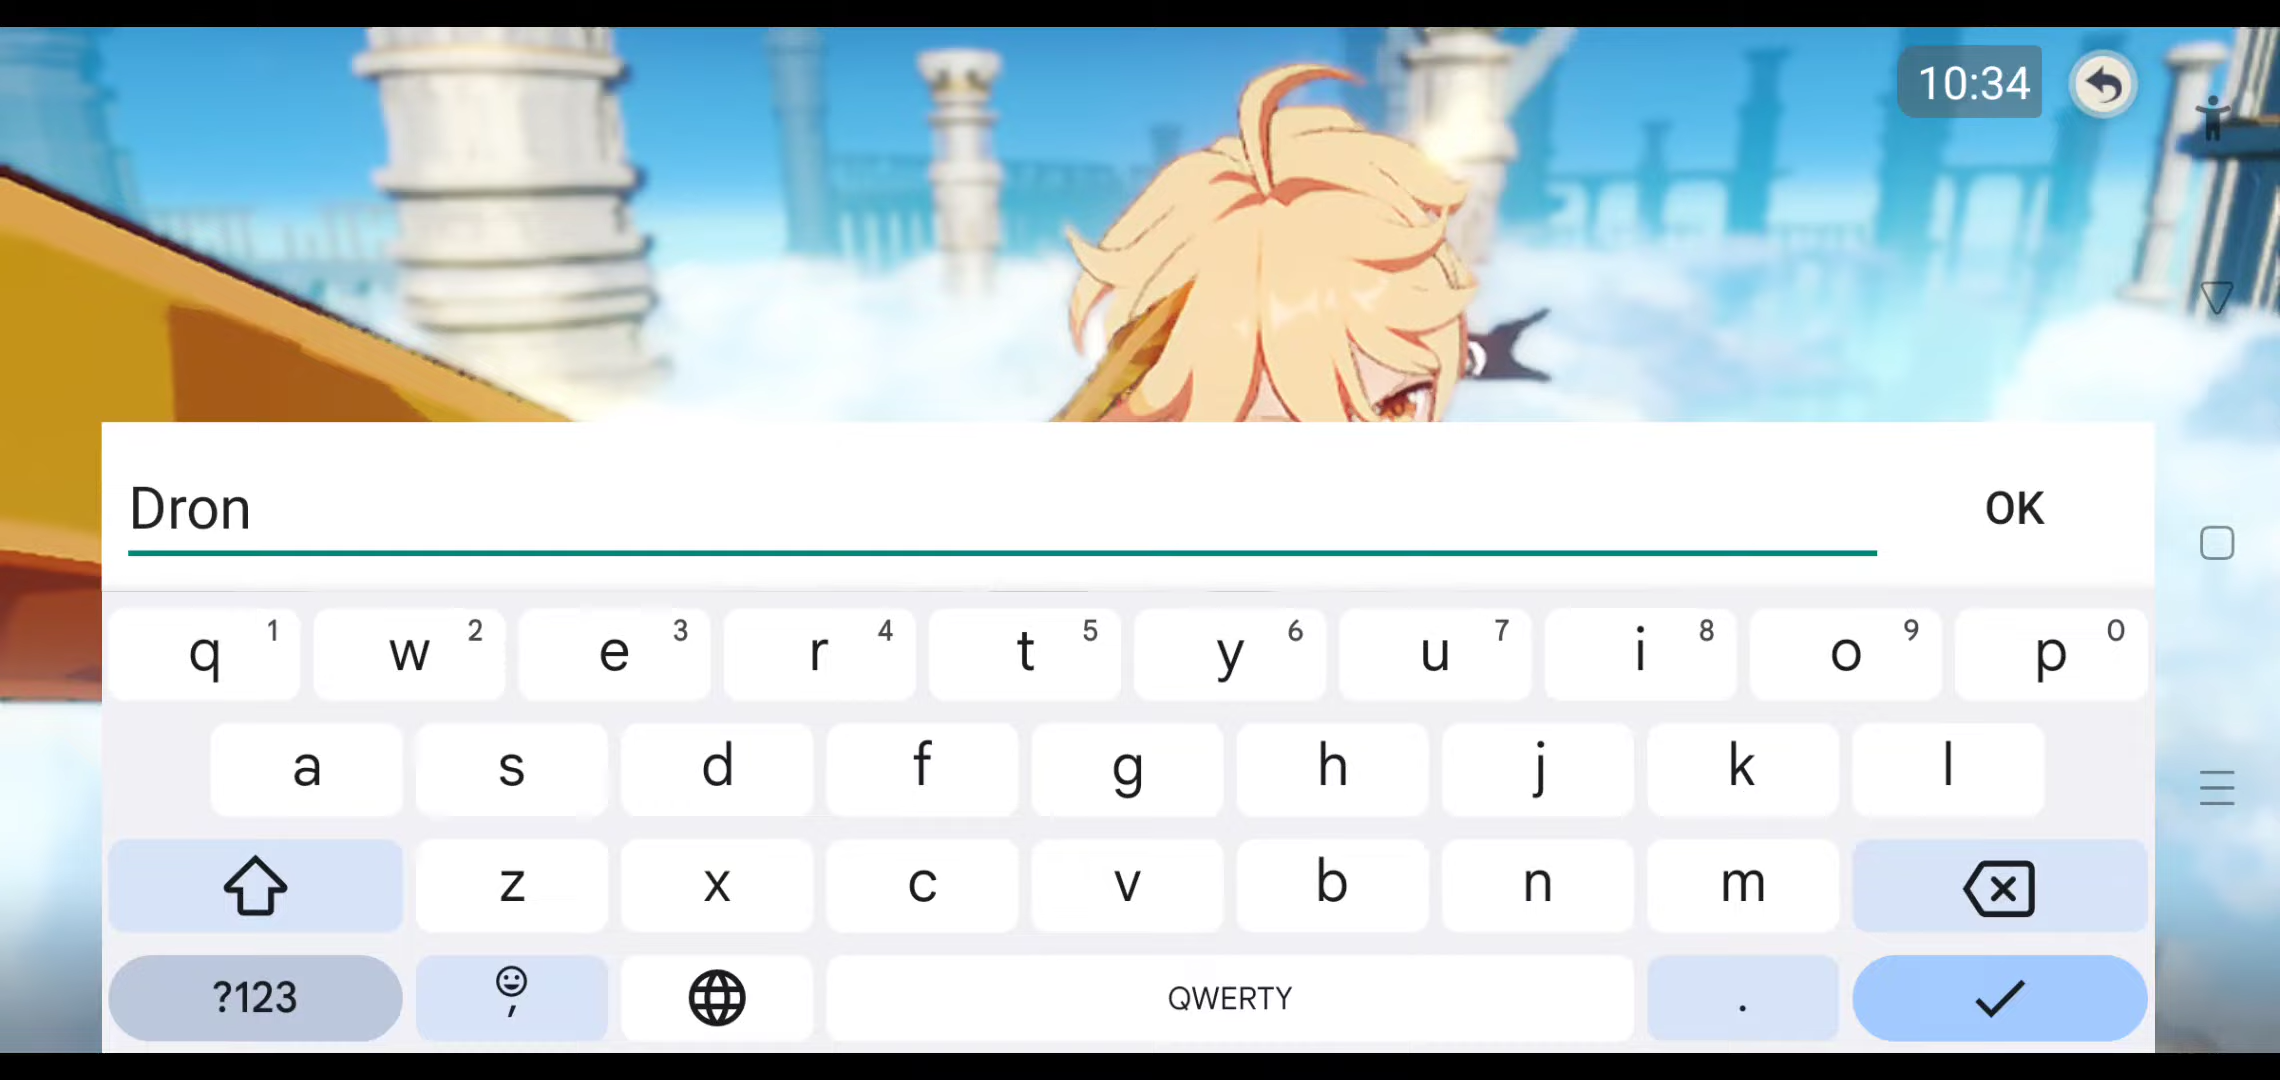 10:34
Dron
OK
q 1 w 2 e 3 r 4 t 5 y 6 u 7 i 8 o 9 p 0
a s d f g h j k l
z x c v b n m
?123 , QWERTY .